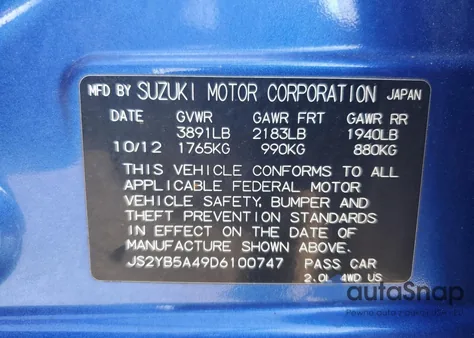 MFD BY SUZUKI MOTOR CORPORATION JAPAN
DATE GVWR GAWR FRT GAWR RR
3891LB 2183LB 1940LB
10/12 1765KG 990KG 880KG
THIS VEHICLE CONFORMS TO ALL
APPLICABLE FEDERAL MOTOR
VEHICLE SAFETY, BUMPER AND
THEFT PREVENTION STANDARDS
IN EFFECT ON THE DATE OF
MANUFACTURE SHOWN ABOVE.
JS2YB5A49D6100747 PASS CAR
2.0L 4WD US
autoSnap